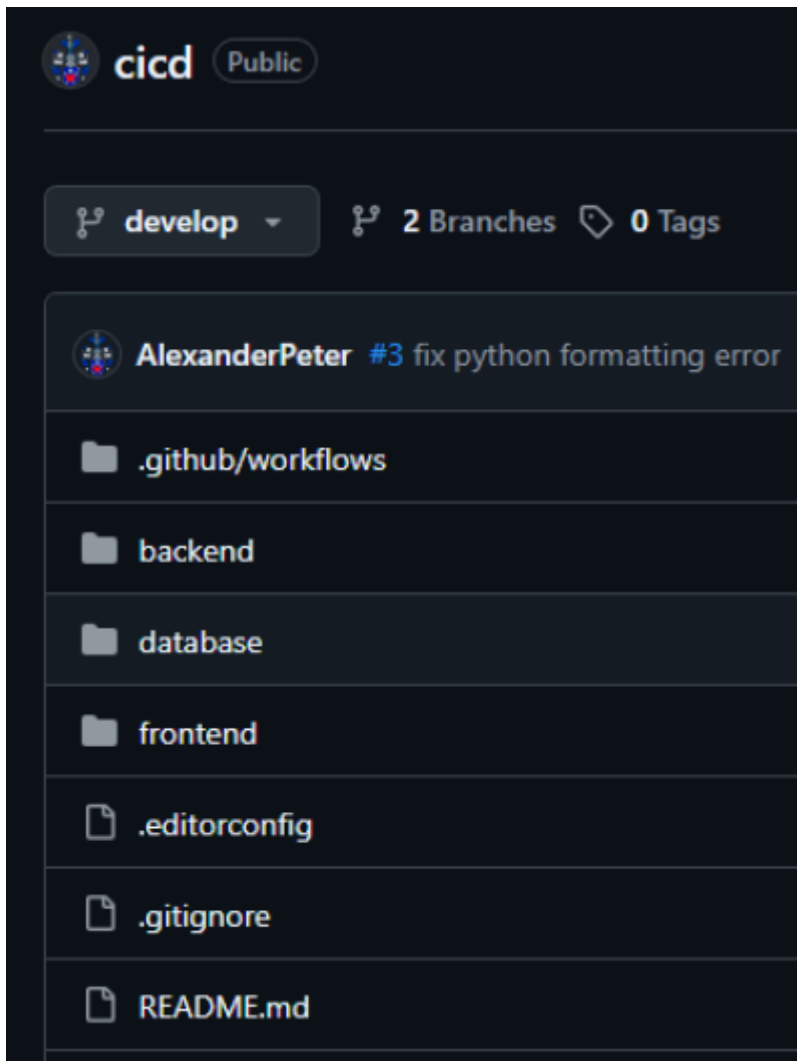 cicd Public
develop 2 Branches 0 Tags
AlexanderPeter #3 fix python formatting error
.github/workflows
backend
database
frontend
.editorconfig
.gitignore
README.md